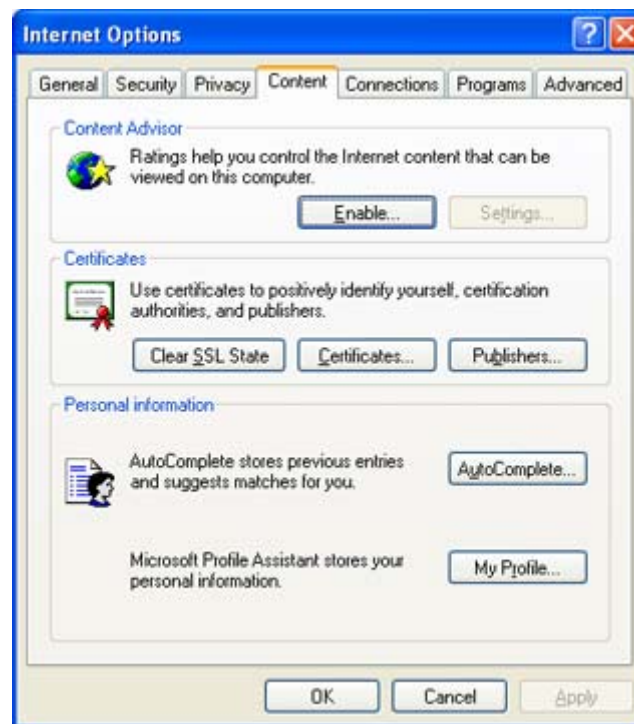 Internet Options
General Security Privacy Content Connections Programs Advanced
Content Advisor
Ratings help you control the Internet content that can be
viewed on this computer.
Enable... Settings...
Certificates
Use certificates to positively identify yourself, certification
authorities, and publishers.
Clear SSL State Certificates... Publishers...
Personal information
AutoComplete stores previous entries
and suggests matches for you.
AutoComplete...
Microsoft Profile Assistant stores your
personal information.
My Profile...
OK Cancel Apply